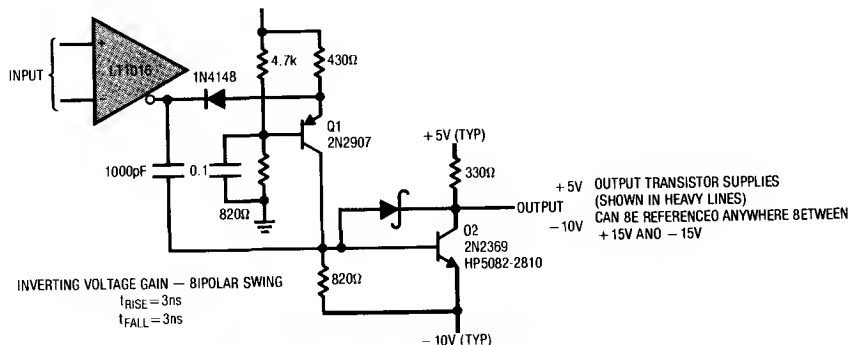 4.7k
430Ω
LT1016
+
−
INPUT
1N4148
Q1
2N2907
1000pF
0.1
820Ω
+5V (TYP)
330Ω
OUTPUT
+5V
−10V
OUTPUT TRANSISTOR SUPPLIES
(SHOWN IN HEAVY LINES)
CAN 8E REFERENCEO ANYWHERE 8ETWEEN
+15V ANO −15V
O2
2N2369
HP5082-2810
820Ω
INVERTING VOLTAGE GAIN — 8IPOLAR SWING
tRISE=3ns
tFALL=3ns
−10V (TYP)